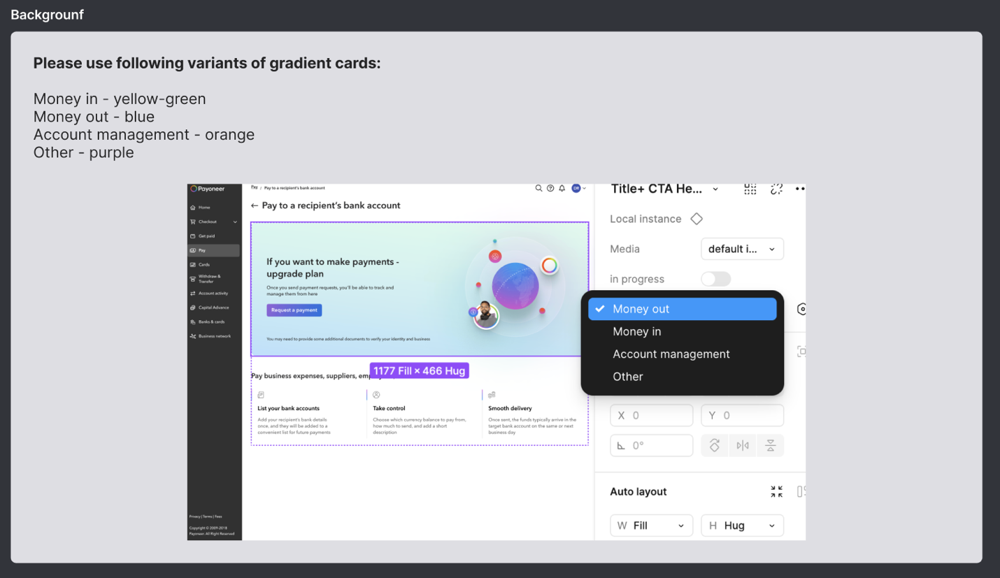 Backgrounf
Please use following variants of gradient cards:
Money in - yellow-green
Money out - blue
Account management - orange
Other - purple
Payoneer
Home
Checkout
Get paid
Pay
Cards
Withdraw &
Transfer
Account activity
Capital Advance
Banks & cards
Business network
Privacy | Terms | Fees
Copyright © 2009-2018
Payoneer. All Right Reserved
Pay / Pay to a recipient's bank account
← Pay to a recipient's bank account
If you want to make payments -
upgrade plan
Once you send payment requests, you'll be able to track and
manage them from here
Request a payment
You may need to provide some additional documents to verify your identity and business
1177 Fill × 466 Hug
Pay business expenses, suppliers,
List your bank accounts
Add your recipient's bank details
once, and they will be added to a
convenient list for future payments
Take control
Choose which currency balance to pay from,
how much to send, and add a short
description
Smooth delivery
Once sent, the funds typically arrive in the
target bank account on the same or next
business day
Title+ CTA He...
Local instance
Media
default i...
in progress
Money out
Money in
Account management
Other
X 0
Y 0
0°
Auto layout
W Fill
H Hug